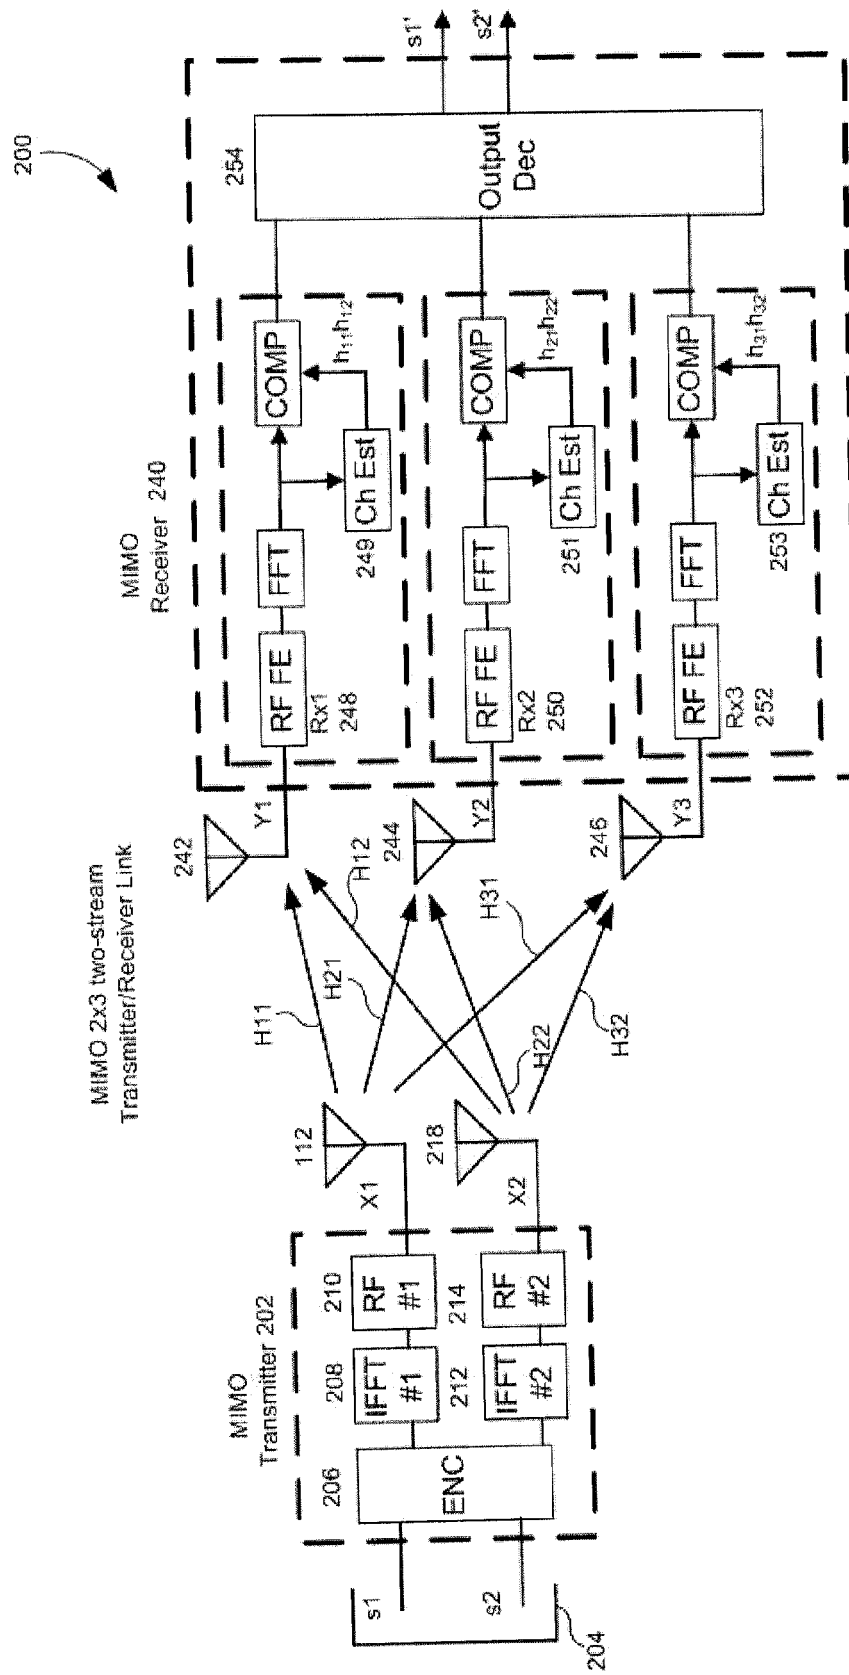 200
MIMO 2x3 two-stream
Transmitter/Receiver Link
MIMO
Transmitter 202
s1
s2
204
206
ENC
208
IFFT
#1
210
RF
#1
212
IFFT
#2
214
RF
#2
X1
X2
112
218
H11
H21
H12
H31
H22
H32
242
244
246
Y1
Y2
Y3
MIMO
Receiver 240
RF FE
Rx1
248
FFT
249
Ch Est
COMP
h11h12
RF FE
Rx2
250
FFT
251
Ch Est
COMP
h21h22
RF FE
Rx3
252
FFT
253
Ch Est
COMP
h31h32
254
Output
Dec
s1'
s2'